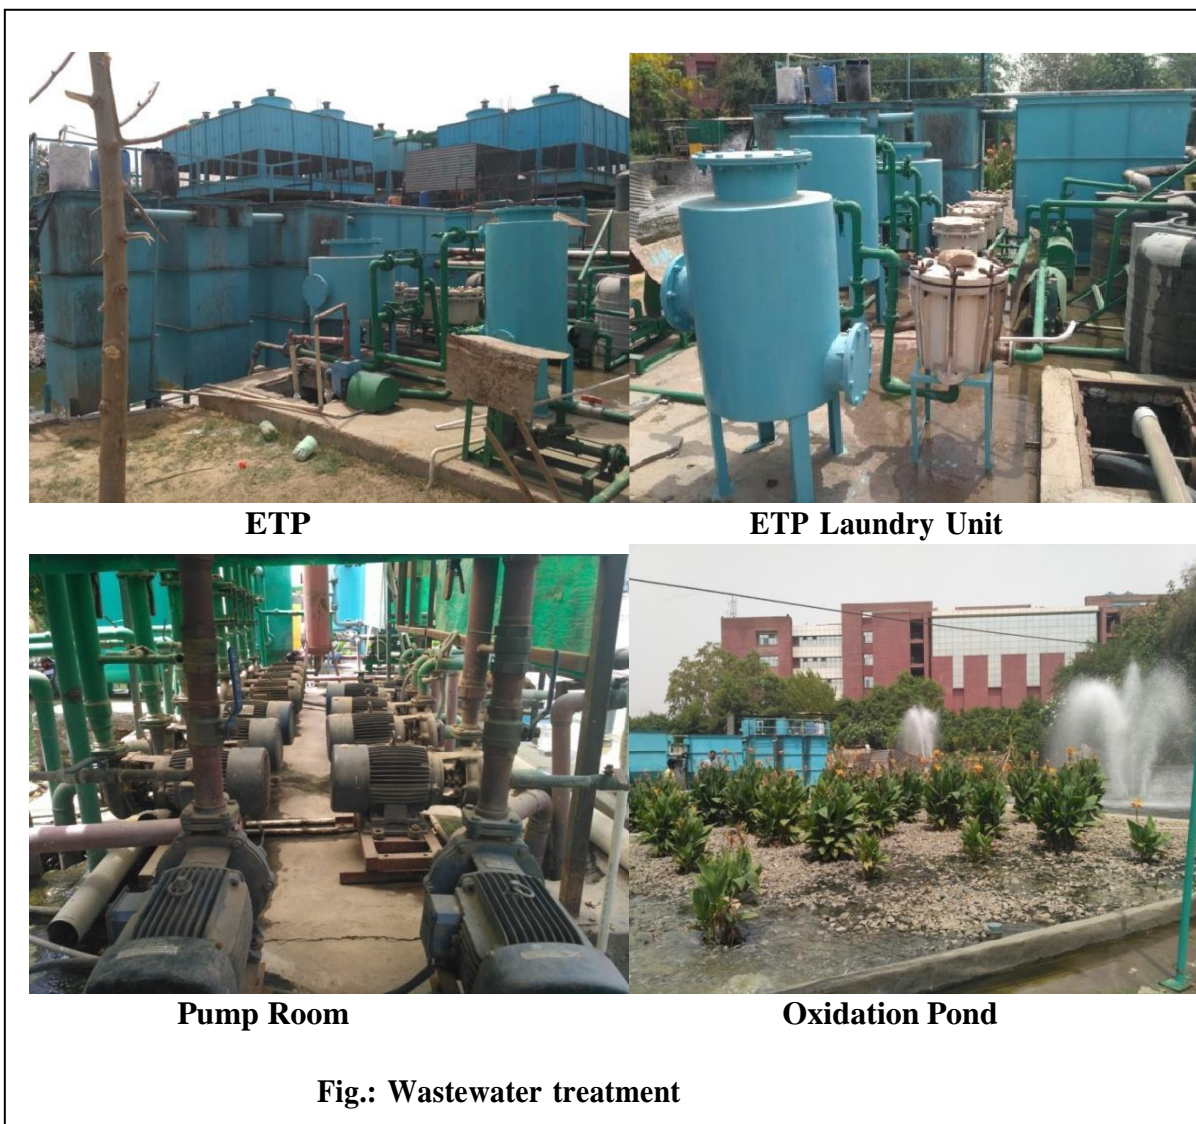 ETP
ETP Laundry Unit
Pump Room
Oxidation Pond
Fig.: Wastewater treatment